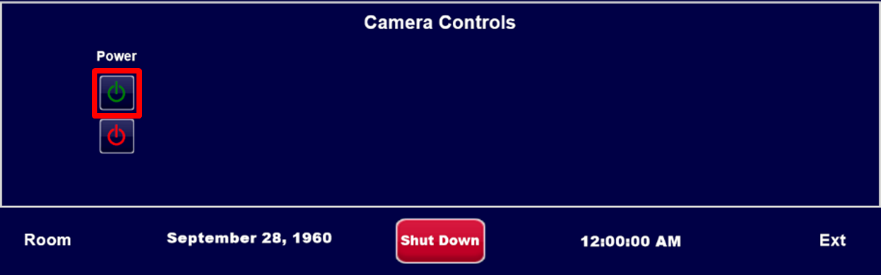 Camera Controls
Power
Room
September 28, 1960
Shut Down
12:00:00 AM
Ext